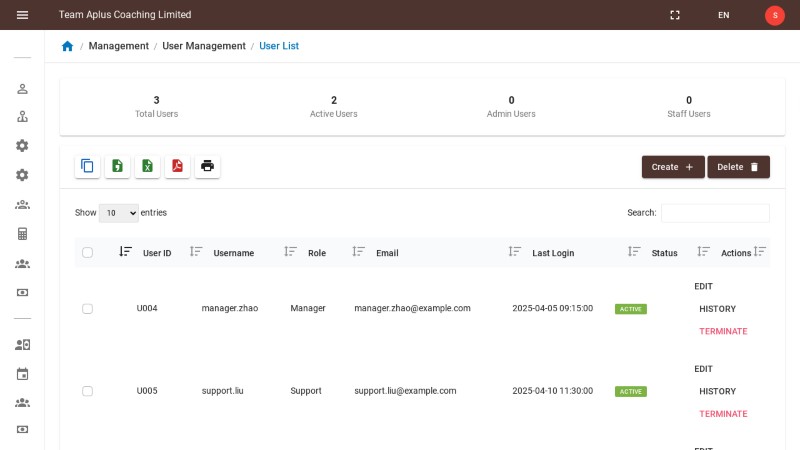 Team Aplus Coaching Limited
EN
S
/ Management / User Management / User List
3
Total Users
2
Active Users
0
Admin Users
0
Staff Users
Create +
Delete
Show 10 entries
Search:
User ID Username Role Email Last Login Status Actions
U004 manager.zhao Manager manager.zhao@example.com 2025-04-05 09:15:00 ACTIVE
EDIT
HISTORY
TERMINATE
U005 support.liu Support support.liu@example.com 2025-04-10 11:30:00 ACTIVE
EDIT
HISTORY
TERMINATE
EDIT